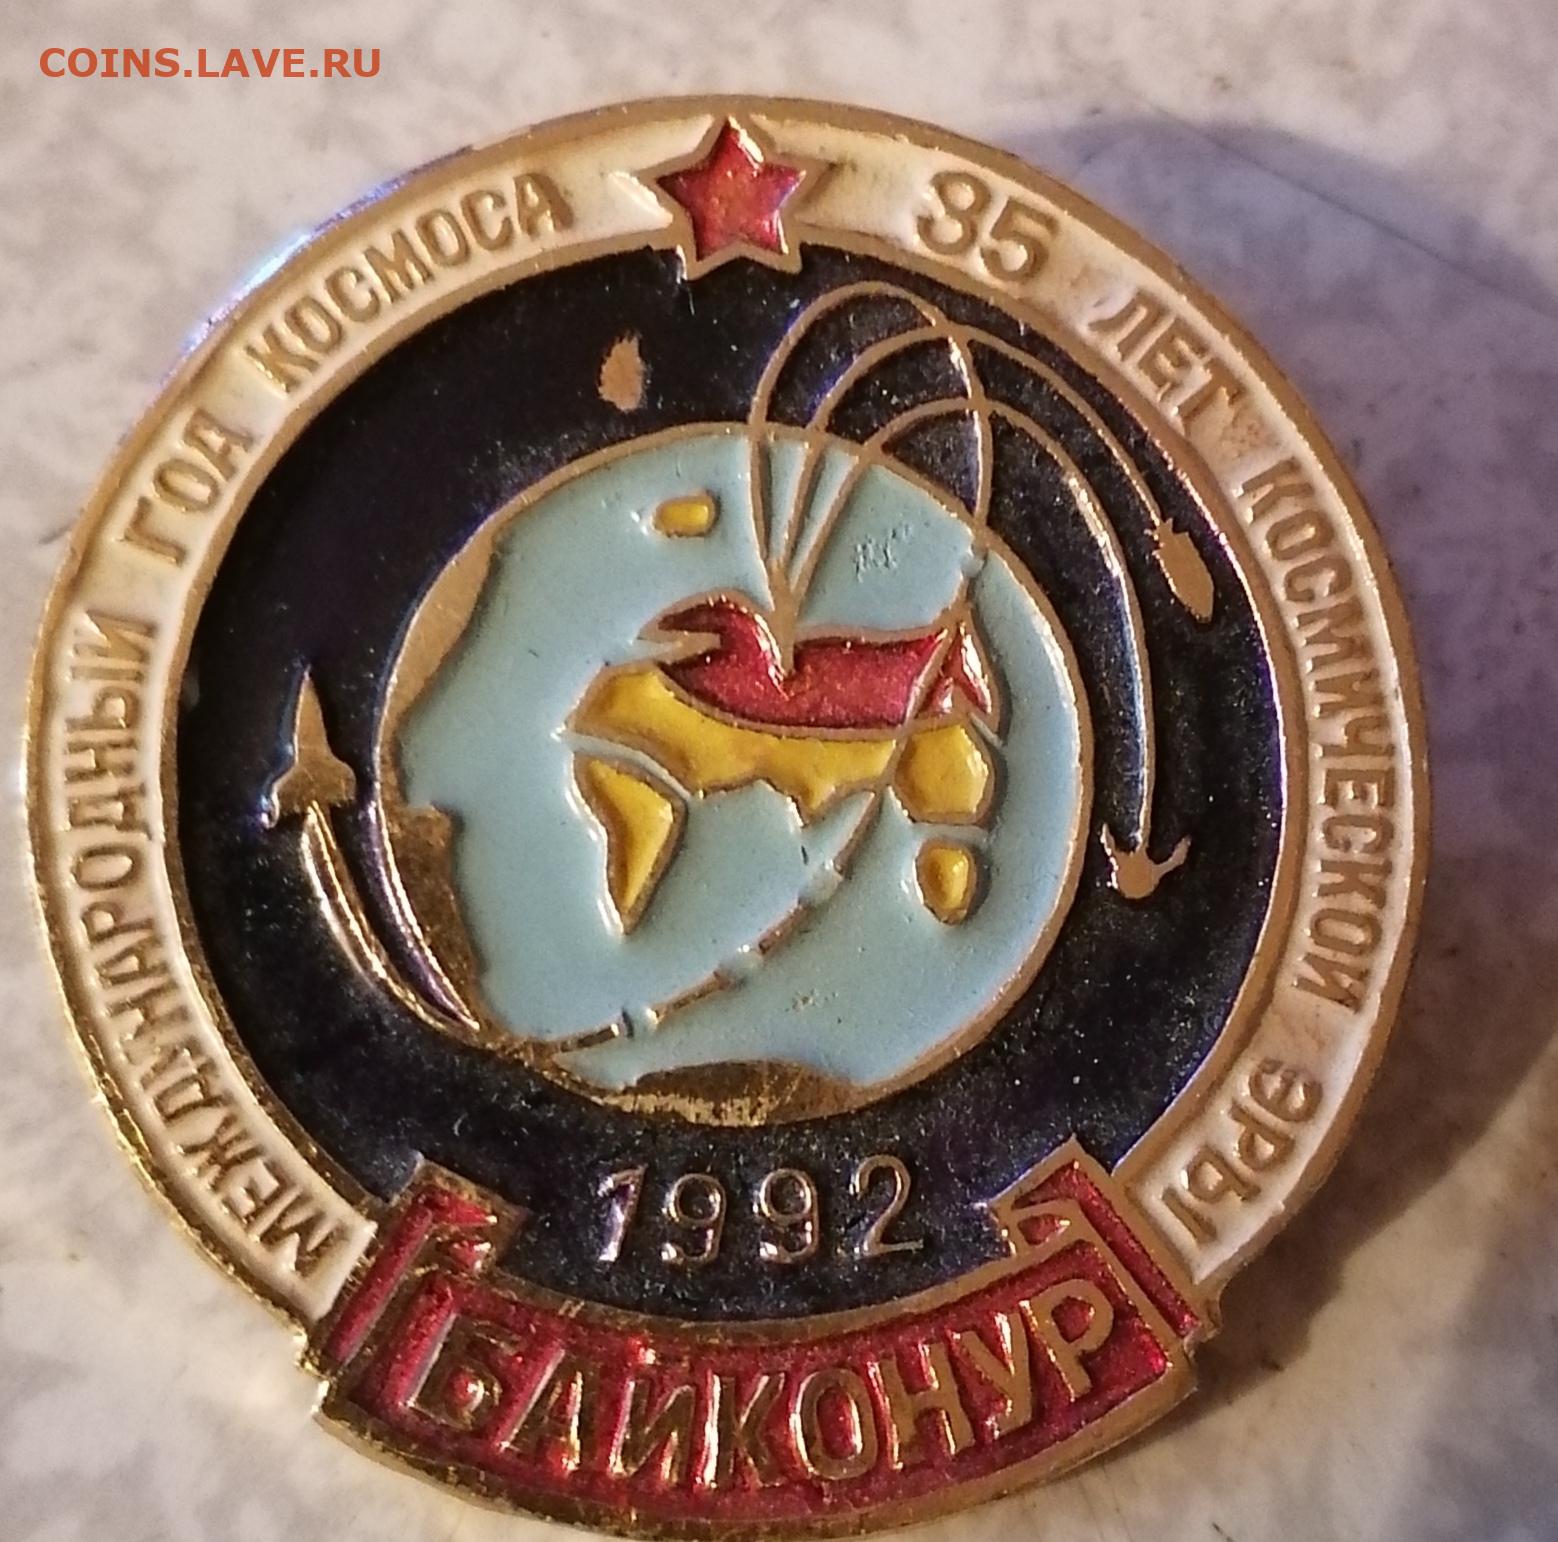 COINS.LAVE.RU
МЕЖДУНАРОДНЫЙ ГОД КОСМОСА
35 ЛЕТ КОСМИЧЕСКОЙ ЭРЫ
1992
БАЙКОНУР